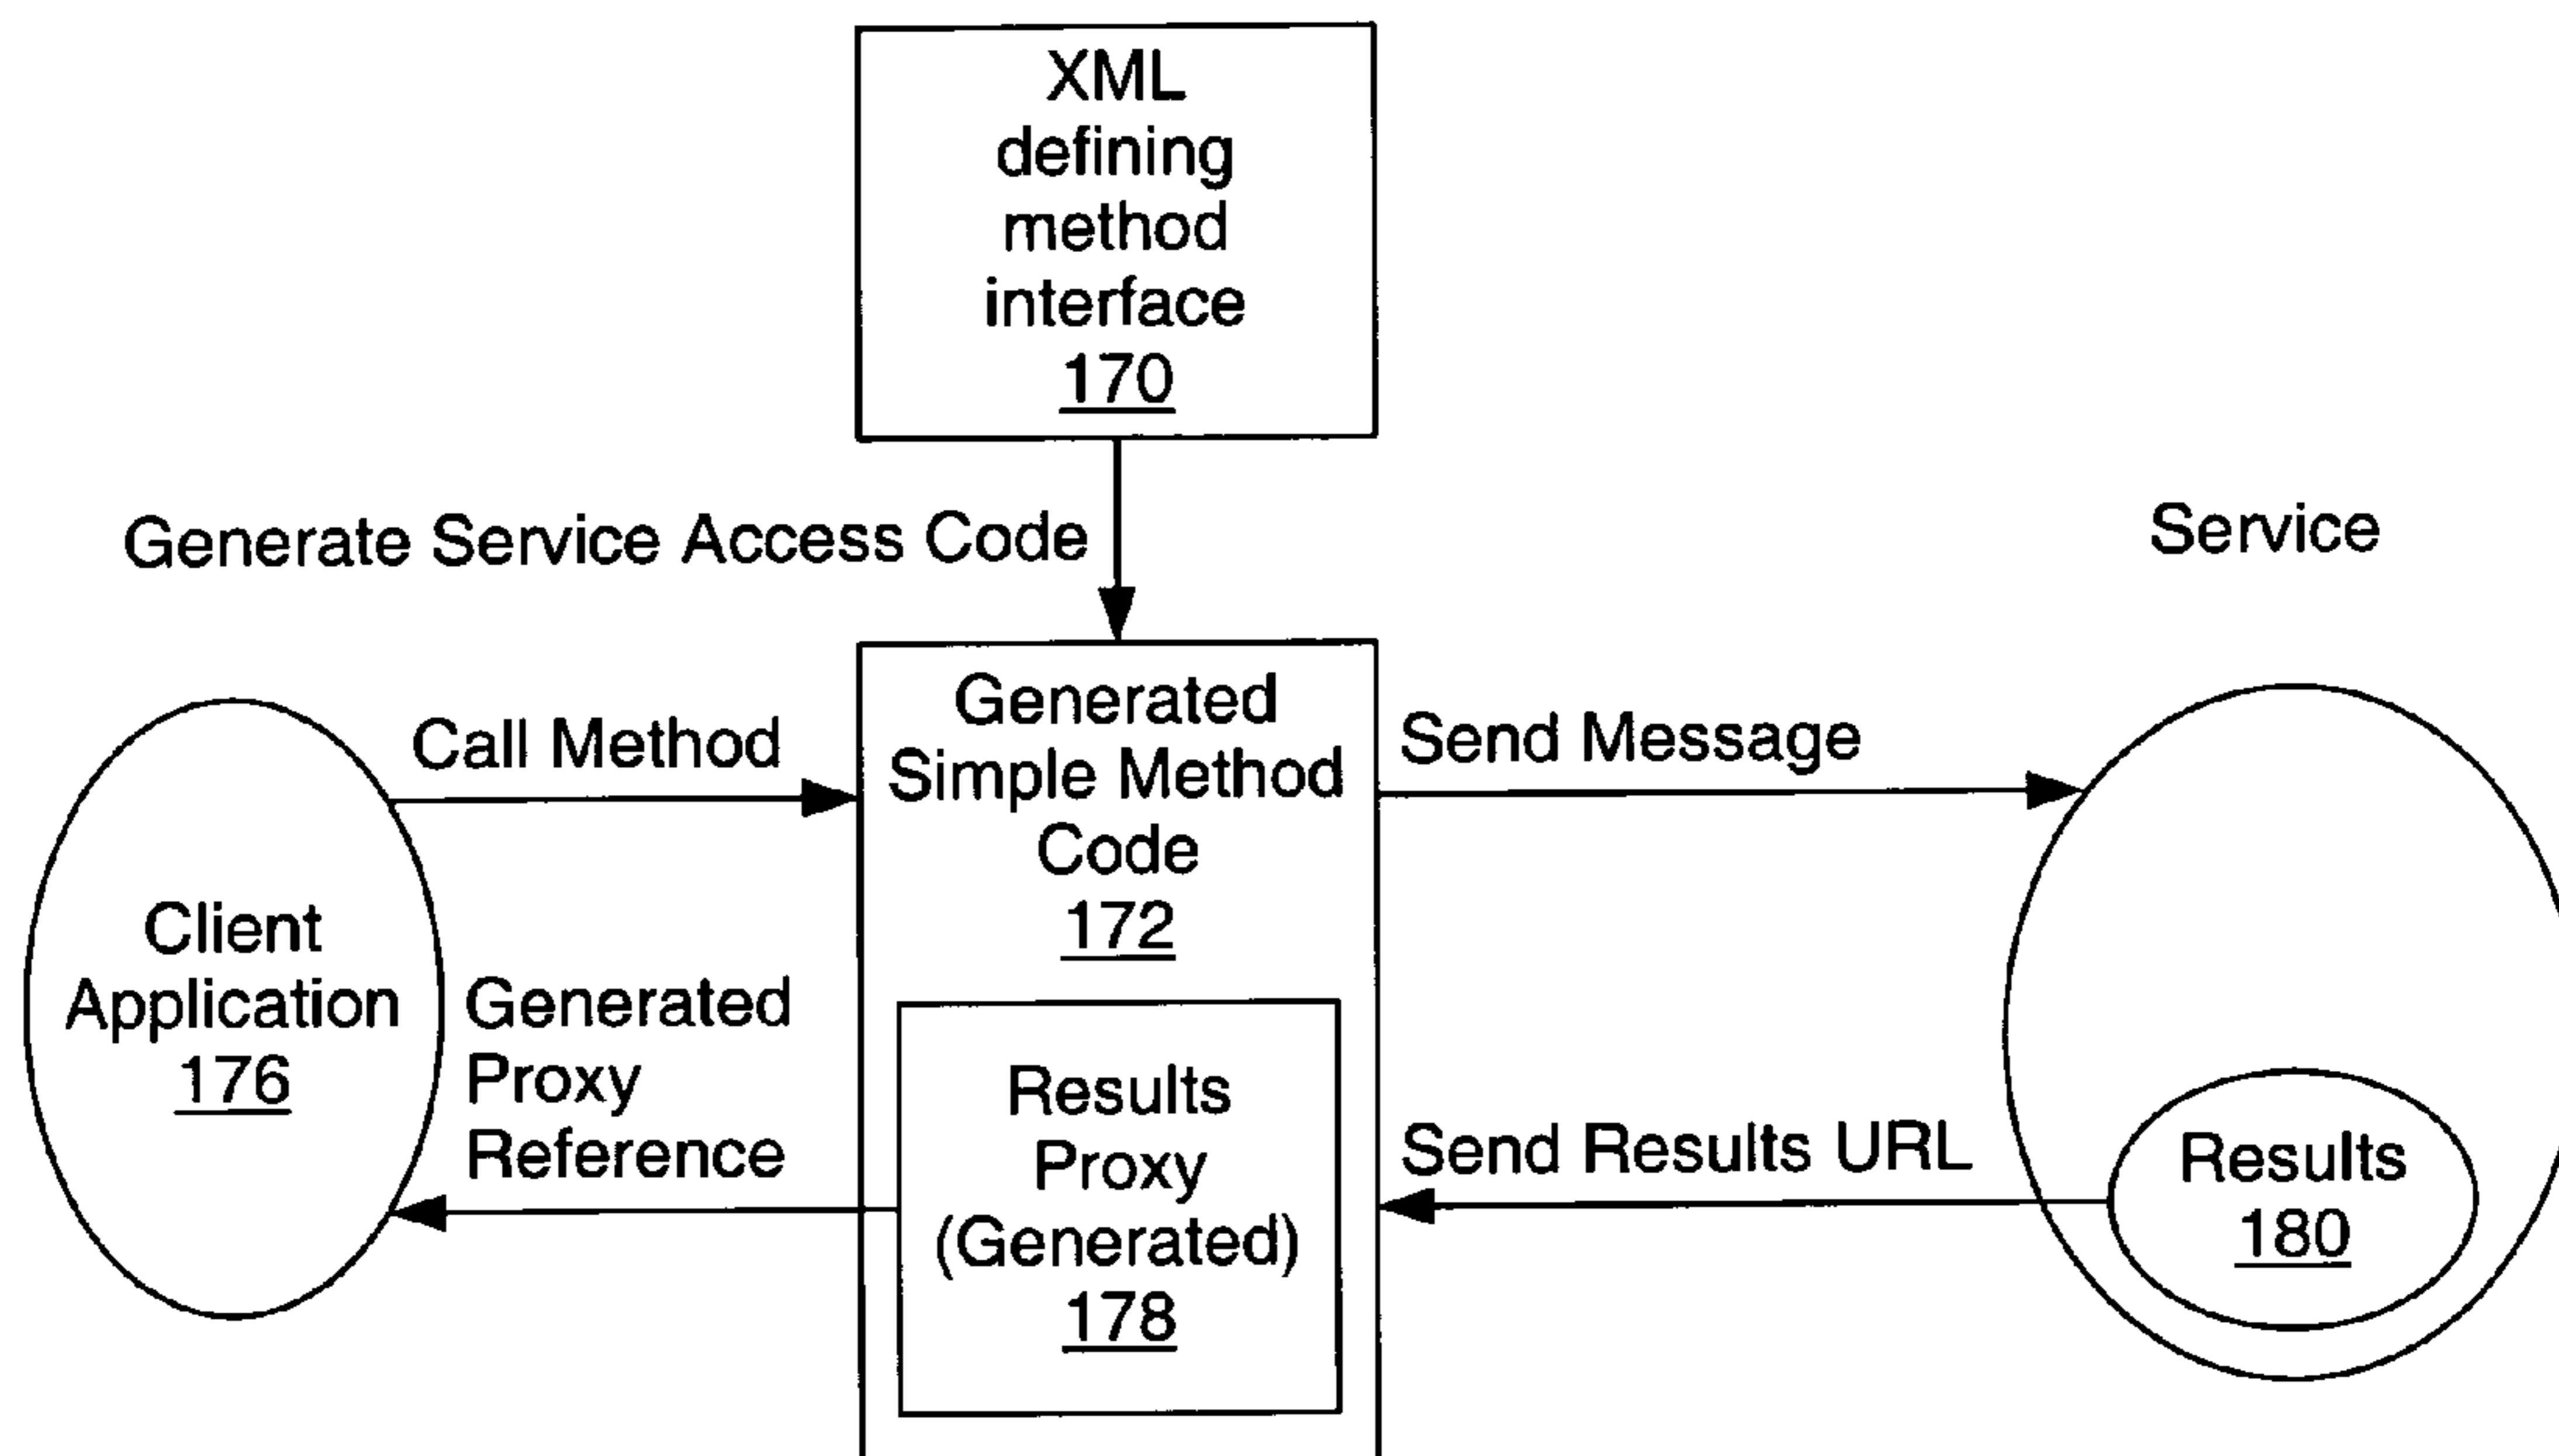 XML
defining
method
interface
170
Generate Service Access Code
Service
Generated
Simple Method
Code
172
Call Method
Send Message
Client
Application
176
Generated
Proxy
Reference
Results
Proxy
(Generated)
178
Send Results URL
Results
180